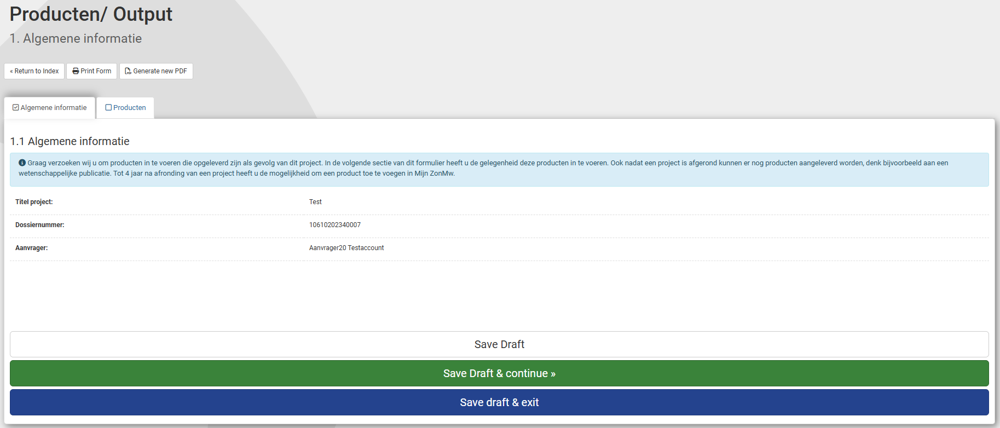 Producten/ Output
1. Algemene informatie
« Return to Index
Print Form
Generate new PDF
Algemene informatie
Producten
1.1 Algemene informatie
Graag verzoeken wij u om producten in te voeren die opgeleverd zijn als gevolg van dit project. In de volgende sectie van dit formulier heeft u de gelegenheid deze producten in te voeren. Ook nadat een project is afgerond kunnen er nog producten aangeleverd worden, denk bijvoorbeeld aan een
wetenschappelijke publicatie. Tot 4 jaar na afronding van een project heeft u de mogelijkheid om een product toe te voegen in Mijn ZonMw.
Titel project: Test
Dossiernummer: 10610202340007
Aanvrager: Aanvrager20 Testaccount
Save Draft
Save Draft & continue »
Save draft & exit